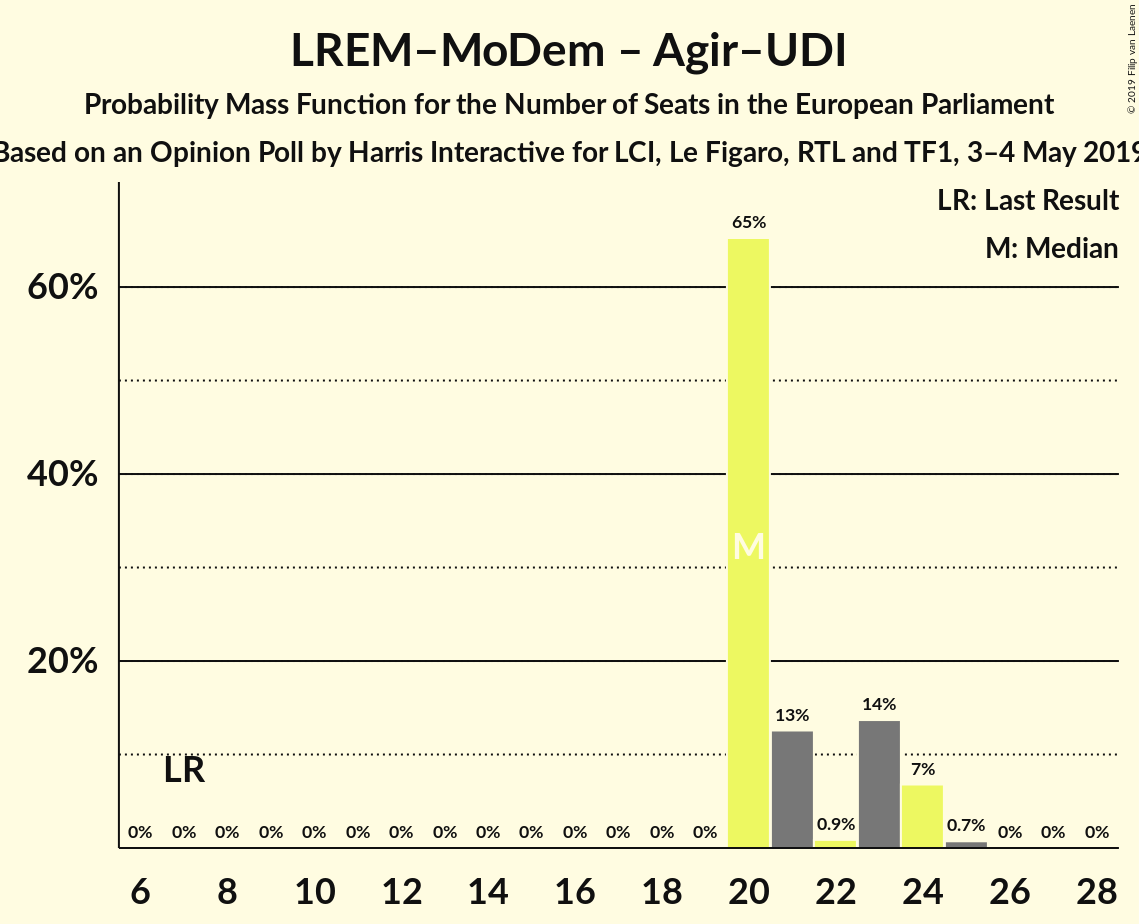 LREM–MoDem – Agir–UDI
Probability Mass Function for the Number of Seats in the European Parliament
Based on an Opinion Poll by Harris Interactive for LCI, Le Figaro, RTL and TF1, 3–4 May 2019
© 2019 Filip van Laenen
LR: Last Result
M: Median
65%
60%
40%
M
20%
14%
13%
LR
7%
0% 0% 0% 0% 0% 0% 0% 0% 0% 0% 0% 0% 0% 0% 0.9% 0.7% 0% 0% 0%
6 8 10 12 14 16 18 20 22 24 26 28